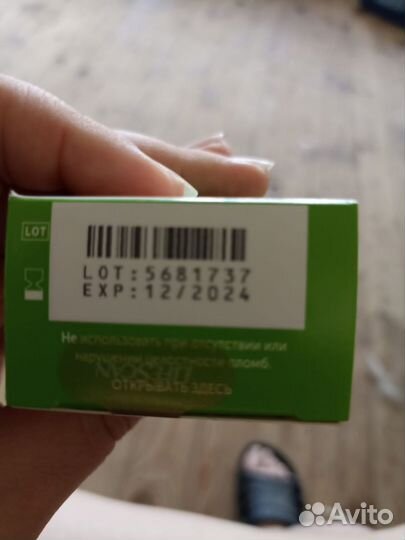 LOT
LOT:5681737
EXP:12/2024
Не использовать при отсутствии или
нарушении целостности пломб.
ОТКРЫВАТЬ ЗДЕСЬ
Avito